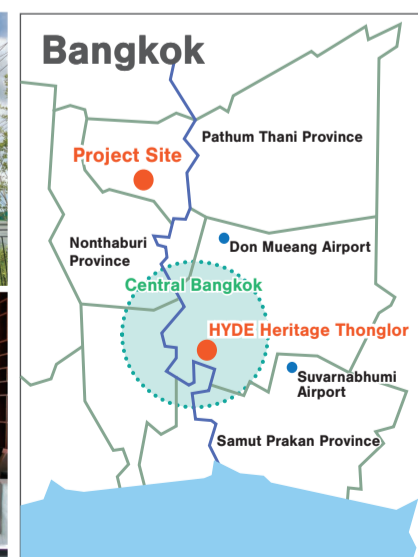 Bangkok
Pathum Thani Province
Project Site
Nonthaburi
Province
Don Mueang Airport
Central Bangkok
HYDE Heritage Thonglor
Suvarnabhumi
Airport
Samut Prakan Province